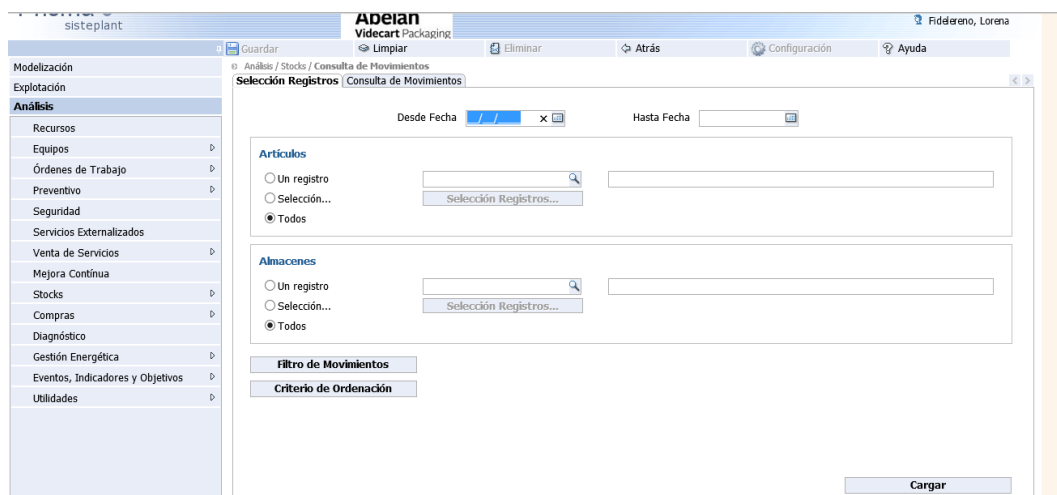 sisteplant
Abelan
Videcart Packaging
Fidelereno, Lorena
Guardar
Limpiar
Eliminar
Atrás
Configuración
Ayuda
Modelización
Explotación
Análisis
Recursos
Equipos
Órdenes de Trabajo
Preventivo
Seguridad
Servicios Externalizados
Venta de Servicios
Mejora Contínua
Stocks
Compras
Diagnóstico
Gestión Energética
Eventos, Indicadores y Objetivos
Utilidades
Análisis / Stocks / Consulta de Movimientos
Selección Registros
Consulta de Movimientos
Desde Fecha __/__/____
Hasta Fecha
Artículos
Un registro
Selección...
Selección Registros...
Todos
Almacenes
Un registro
Selección...
Selección Registros...
Todos
Filtro de Movimientos
Criterio de Ordenación
Cargar